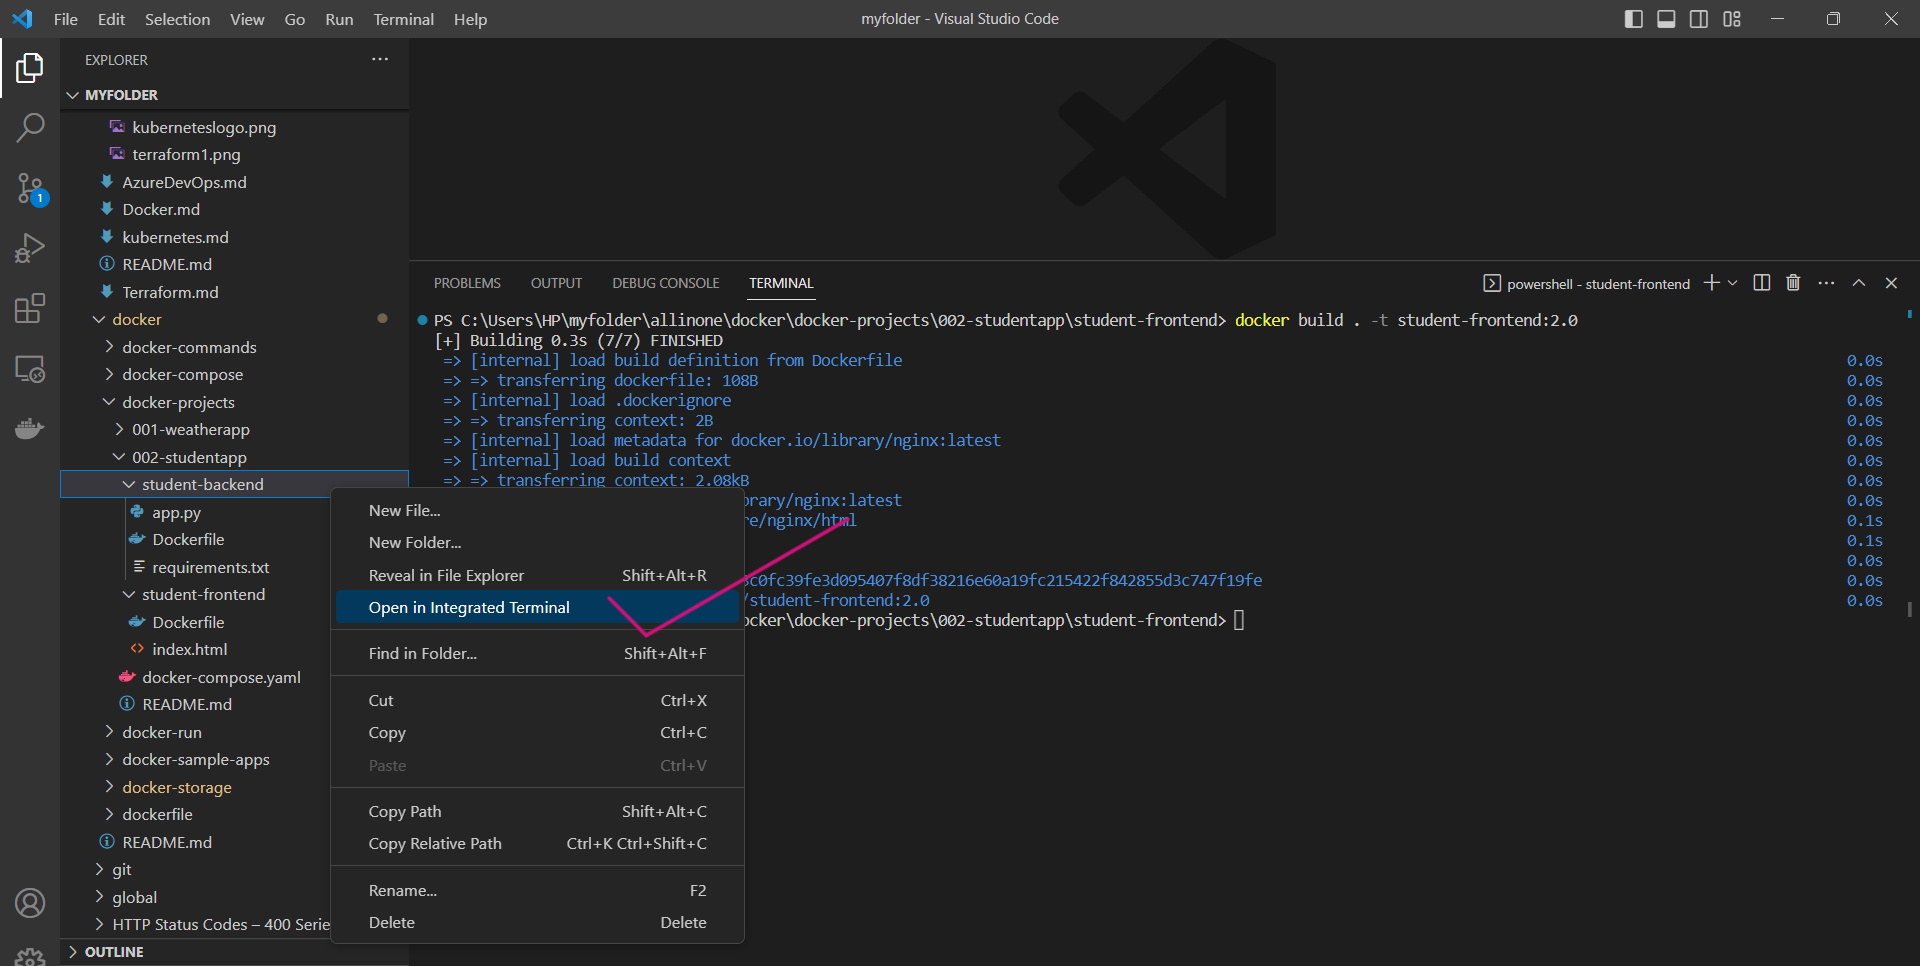 File Edit Selection View Go Run Terminal Help
myfolder - Visual Studio Code
EXPLORER
MYFOLDER
kuberneteslogo.png
terraform1.png
AzureDevOps.md
Docker.md
kubernetes.md
README.md
Terraform.md
docker
docker-commands
docker-compose
docker-projects
001-weatherapp
002-studentapp
student-backend
app.py
Dockerfile
requirements.txt
student-frontend
Dockerfile
index.html
docker-compose.yaml
README.md
docker-run
docker-sample-apps
docker-storage
dockerfile
README.md
git
global
HTTP Status Codes – 400 Serie
OUTLINE
1
PROBLEMS OUTPUT DEBUG CONSOLE TERMINAL
powershell - student-frontend
PS C:\Users\HP\myfolder\allinone\docker\docker-projects\002-studentapp\student-frontend> docker build . -t student-frontend:2.0
[+] Building 0.3s (7/7) FINISHED
=> [internal] load build definition from Dockerfile 0.0s
=> => transferring dockerfile: 108B 0.0s
=> [internal] load .dockerignore 0.0s
=> => transferring context: 2B 0.0s
=> [internal] load metadata for docker.io/library/nginx:latest 0.0s
=> [internal] load build context 0.0s
=> => transferring context: 2.08kB 0.0s
rary/nginx:latest 0.0s
re/nginx/html 0.1s
0.1s
0.0s
c0fc39fe3d095407f8df38216e60a19fc215422f842855d3c747f19fe 0.0s
/student-frontend:2.0 0.0s
ocker\docker-projects\002-studentapp\student-frontend>
New File...
New Folder...
Reveal in File Explorer Shift+Alt+R
Open in Integrated Terminal
Find in Folder... Shift+Alt+F
Cut Ctrl+X
Copy Ctrl+C
Paste Ctrl+V
Copy Path Shift+Alt+C
Copy Relative Path Ctrl+K Ctrl+Shift+C
Rename... F2
Delete Delete